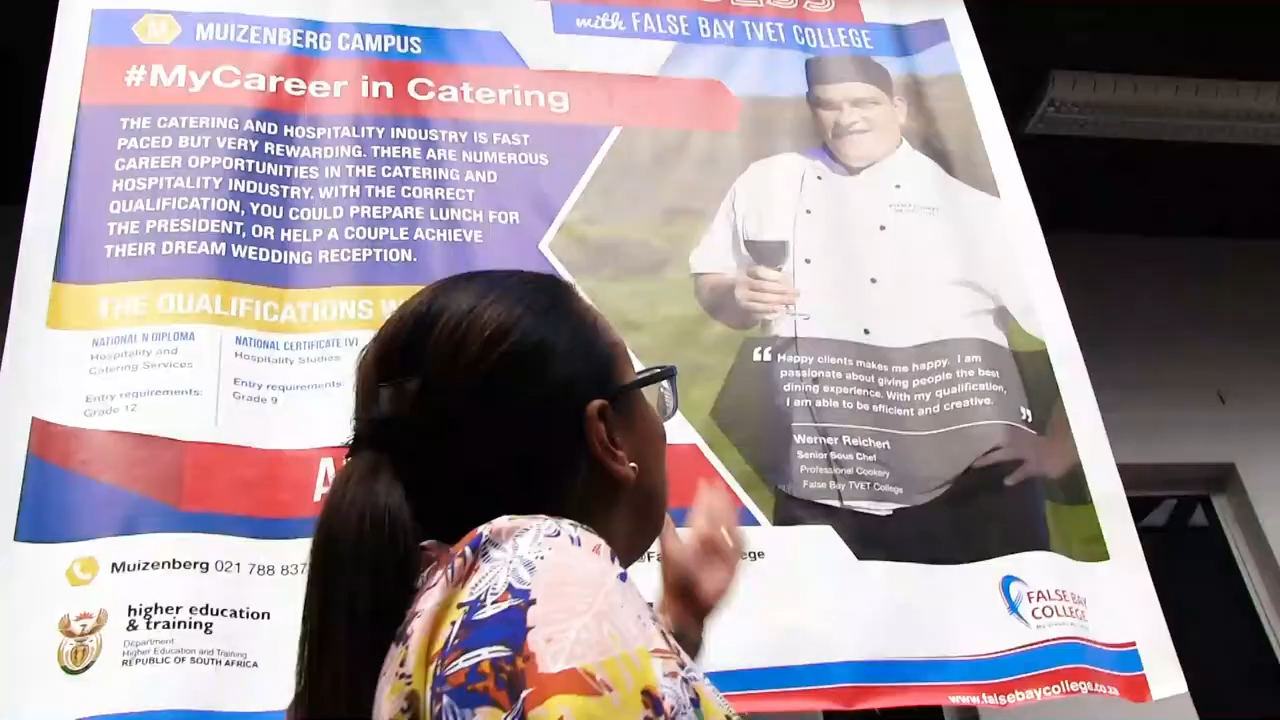 with FALSE BAY TVET COLLEGE
MUIZENBERG CAMPUS
#MyCareer in Catering
THE CATERING AND HOSPITALITY INDUSTRY IS FAST
PACED BUT VERY REWARDING. THERE ARE NUMEROUS
CAREER OPPORTUNITIES IN THE CATERING AND
HOSPITALITY INDUSTRY. WITH THE CORRECT
QUALIFICATION, YOU COULD PREPARE LUNCH FOR
THE PRESIDENT, OR HELP A COUPLE ACHIEVE
THEIR DREAM WEDDING RECEPTION.
THE QUALIFICATIONS
NATIONAL N DIPLOMA
Hospitality and
Catering Services
Entry requirements:
Grade 12
NATIONAL CERTIFICATE (V)
Hospitality Studies
Entry requirements:
Grade 9
“ Happy clients makes me happy. I am
passionate about giving people the best
dining experience. With my qualification,
I am able to be efficient and creative. ”
Werner Reichert
Senior Sous Chef
Professional Cookery
False Bay TVET College
Muizenberg 021 788 837
higher education
& training
Department:
Higher Education and Training
REPUBLIC OF SOUTH AFRICA
FALSE BAY
COLLEGE
www.falsebaycollege.co.za